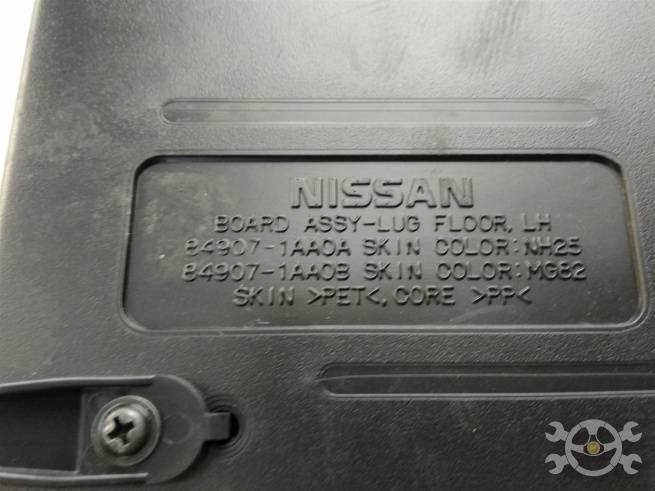 NISSAN
BOARD ASSY-LUG FLOOR, LH
84907-1AA0A SKIN COLOR:NH25
84907-1AA0B SKIN COLOR:MG82
SKIN >PET<, CORE >PP<